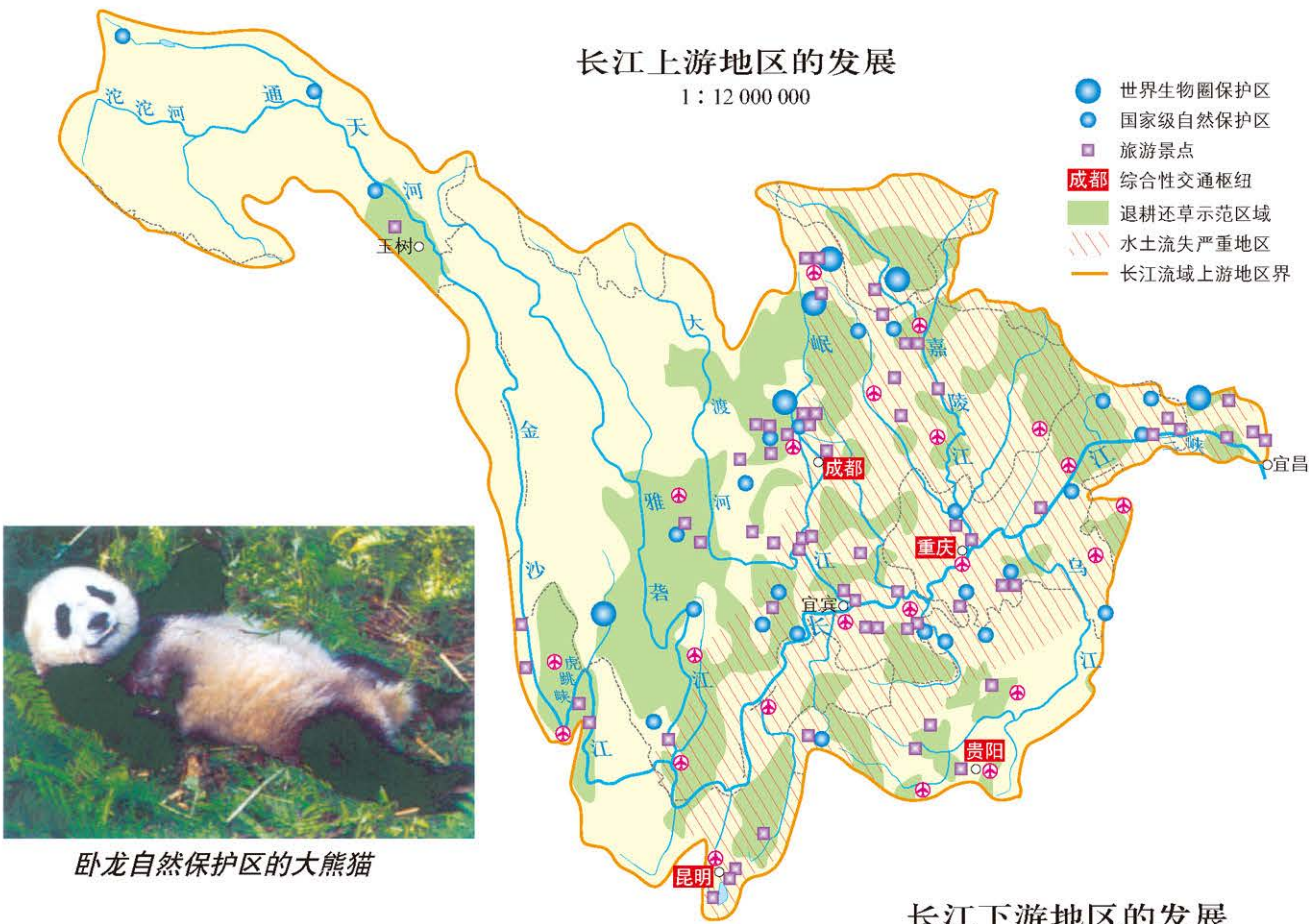 长江上游地区的发展
1：12 000 000
世界生物圈保护区
国家级自然保护区
旅游景点
成都 综合性交通枢纽
退耕还草示范区域
水土流失严重地区
长江流域上游地区界
沱沱河
通天河
玉树
金沙江
雅砻江
大渡河
岷江
嘉陵江
长江
乌江
三峡
宜昌
成都
重庆
宜宾
虎跳峡
贵阳
昆明
卧龙自然保护区的大熊猫
长江下游地区的发展